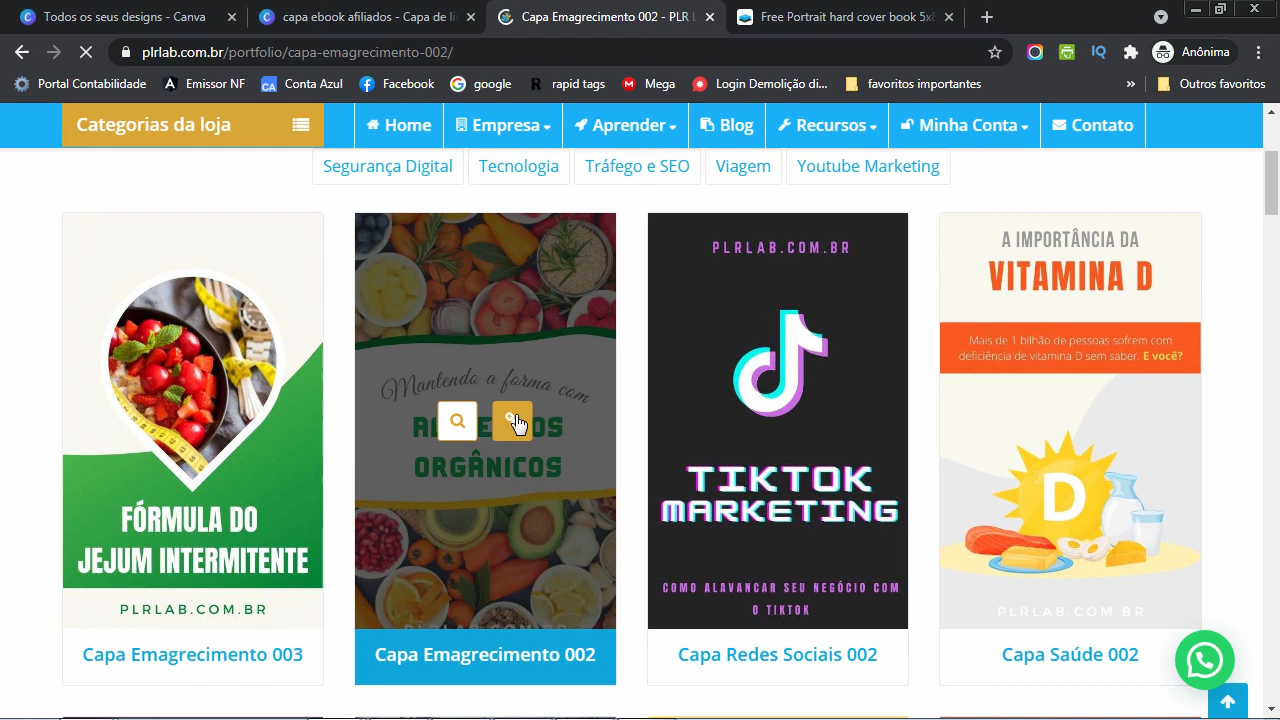 Todos os seus designs - Canva
capa ebook afiliados - Capa de li
Capa Emagrecimento 002 - PLR L
Free Portrait hard cover book 5x8
plrlab.com.br/portfolio/capa-emagrecimento-002/
Anônima
Portal Contabilidade
Emissor NF
Conta Azul
Facebook
google
rapid tags
Mega
Login Demolição di...
favoritos importantes
Outros favoritos
Categorias da loja
Home
Empresa
Aprender
Blog
Recursos
Minha Conta
Contato
Segurança Digital
Tecnologia
Tráfego e SEO
Viagem
Youtube Marketing
FÓRMULA DO
JEJUM INTERMITENTE
PLRLAB.COM.BR
Capa Emagrecimento 003
Mantendo a forma com
ORGÂNICOS
PLRLAB.COM.BR
Capa Emagrecimento 002
PLRLAB.COM.BR
TIKTOK
MARKETING
COMO ALAVANCAR SEU NEGÓCIO COM
O TIKTOK
Capa Redes Sociais 002
A IMPORTÂNCIA DA
VITAMINA D
Mais de 1 bilhão de pessoas sofrem com
deficiência de vitamina D sem saber. E você?
D
PLRLAB.COM.BR
Capa Saúde 002